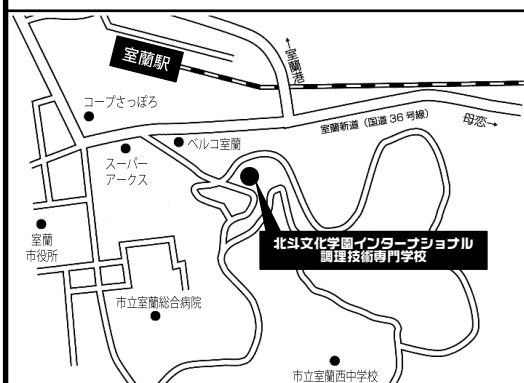 室蘭駅
↑室蘭港
コープさっぽろ
室蘭新道（国道36号線）
母恋→
ベルコ室蘭
スーパー
アークス
室蘭
市役所
北斗文化学園インターナショナル
調理技術専門学校
市立室蘭総合病院
市立室蘭西中学校